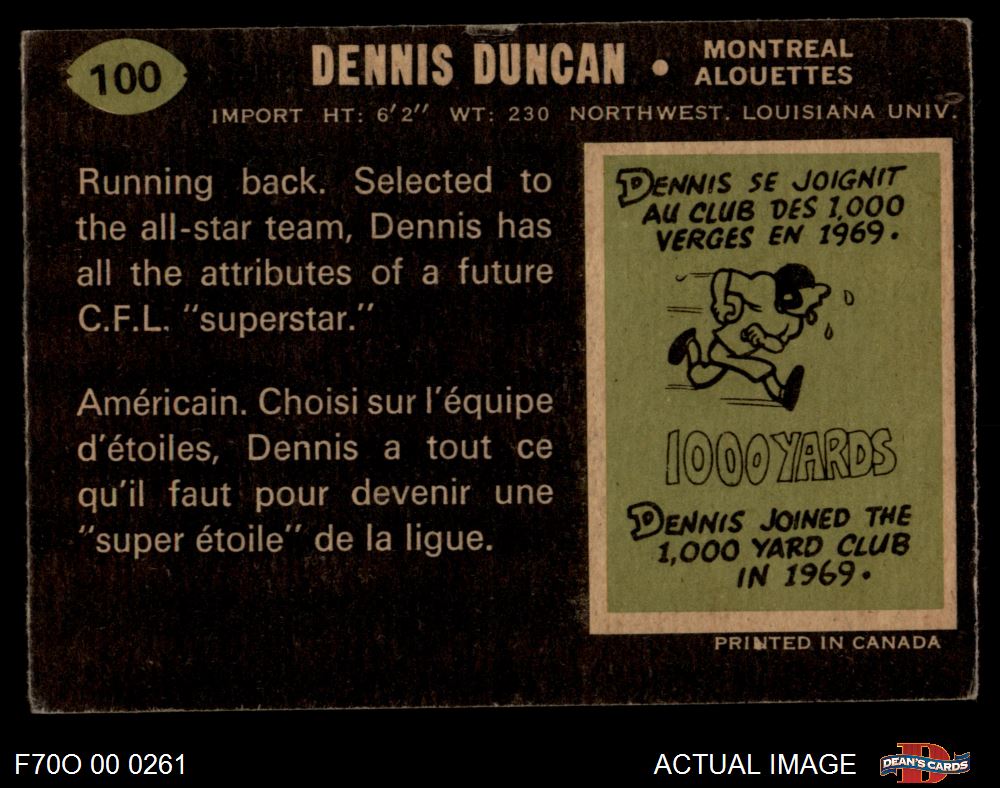 100
DENNIS DUNCAN • MONTREAL ALOUETTES
IMPORT HT: 6'2" WT: 230 NORTHWEST. LOUISIANA UNIV.
Running back. Selected to
the all-star team, Dennis has
all the attributes of a future
C.F.L. "superstar."
Américain. Choisi sur l'équipe
d'étoiles, Dennis a tout ce
qu'il faut pour devenir une
"super étoile" de la ligue.
DENNIS SE JOIGNIT
AU CLUB DES 1,000
VERGES EN 1969.
1000 YARDS
DENNIS JOINED THE
1,000 YARD CLUB
IN 1969.
PRINTED IN CANADA
F70O 00 0261
ACTUAL IMAGE
D
DEAN'S CARDS